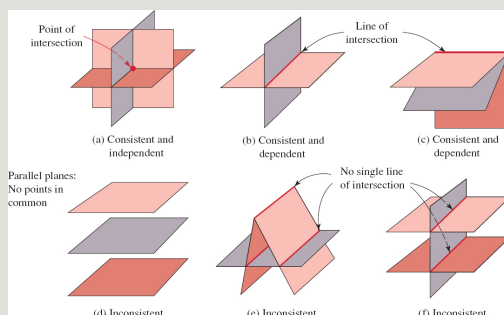 Point of
intersection
Line of
intersection
(a) Consistent and
independent
(b) Consistent and
dependent
(c) Consistent and
dependent
Parallel planes:
No points in
common
No single line
of intersection
(d) Inconsistent
(e) Inconsistent
(f) Inconsistent